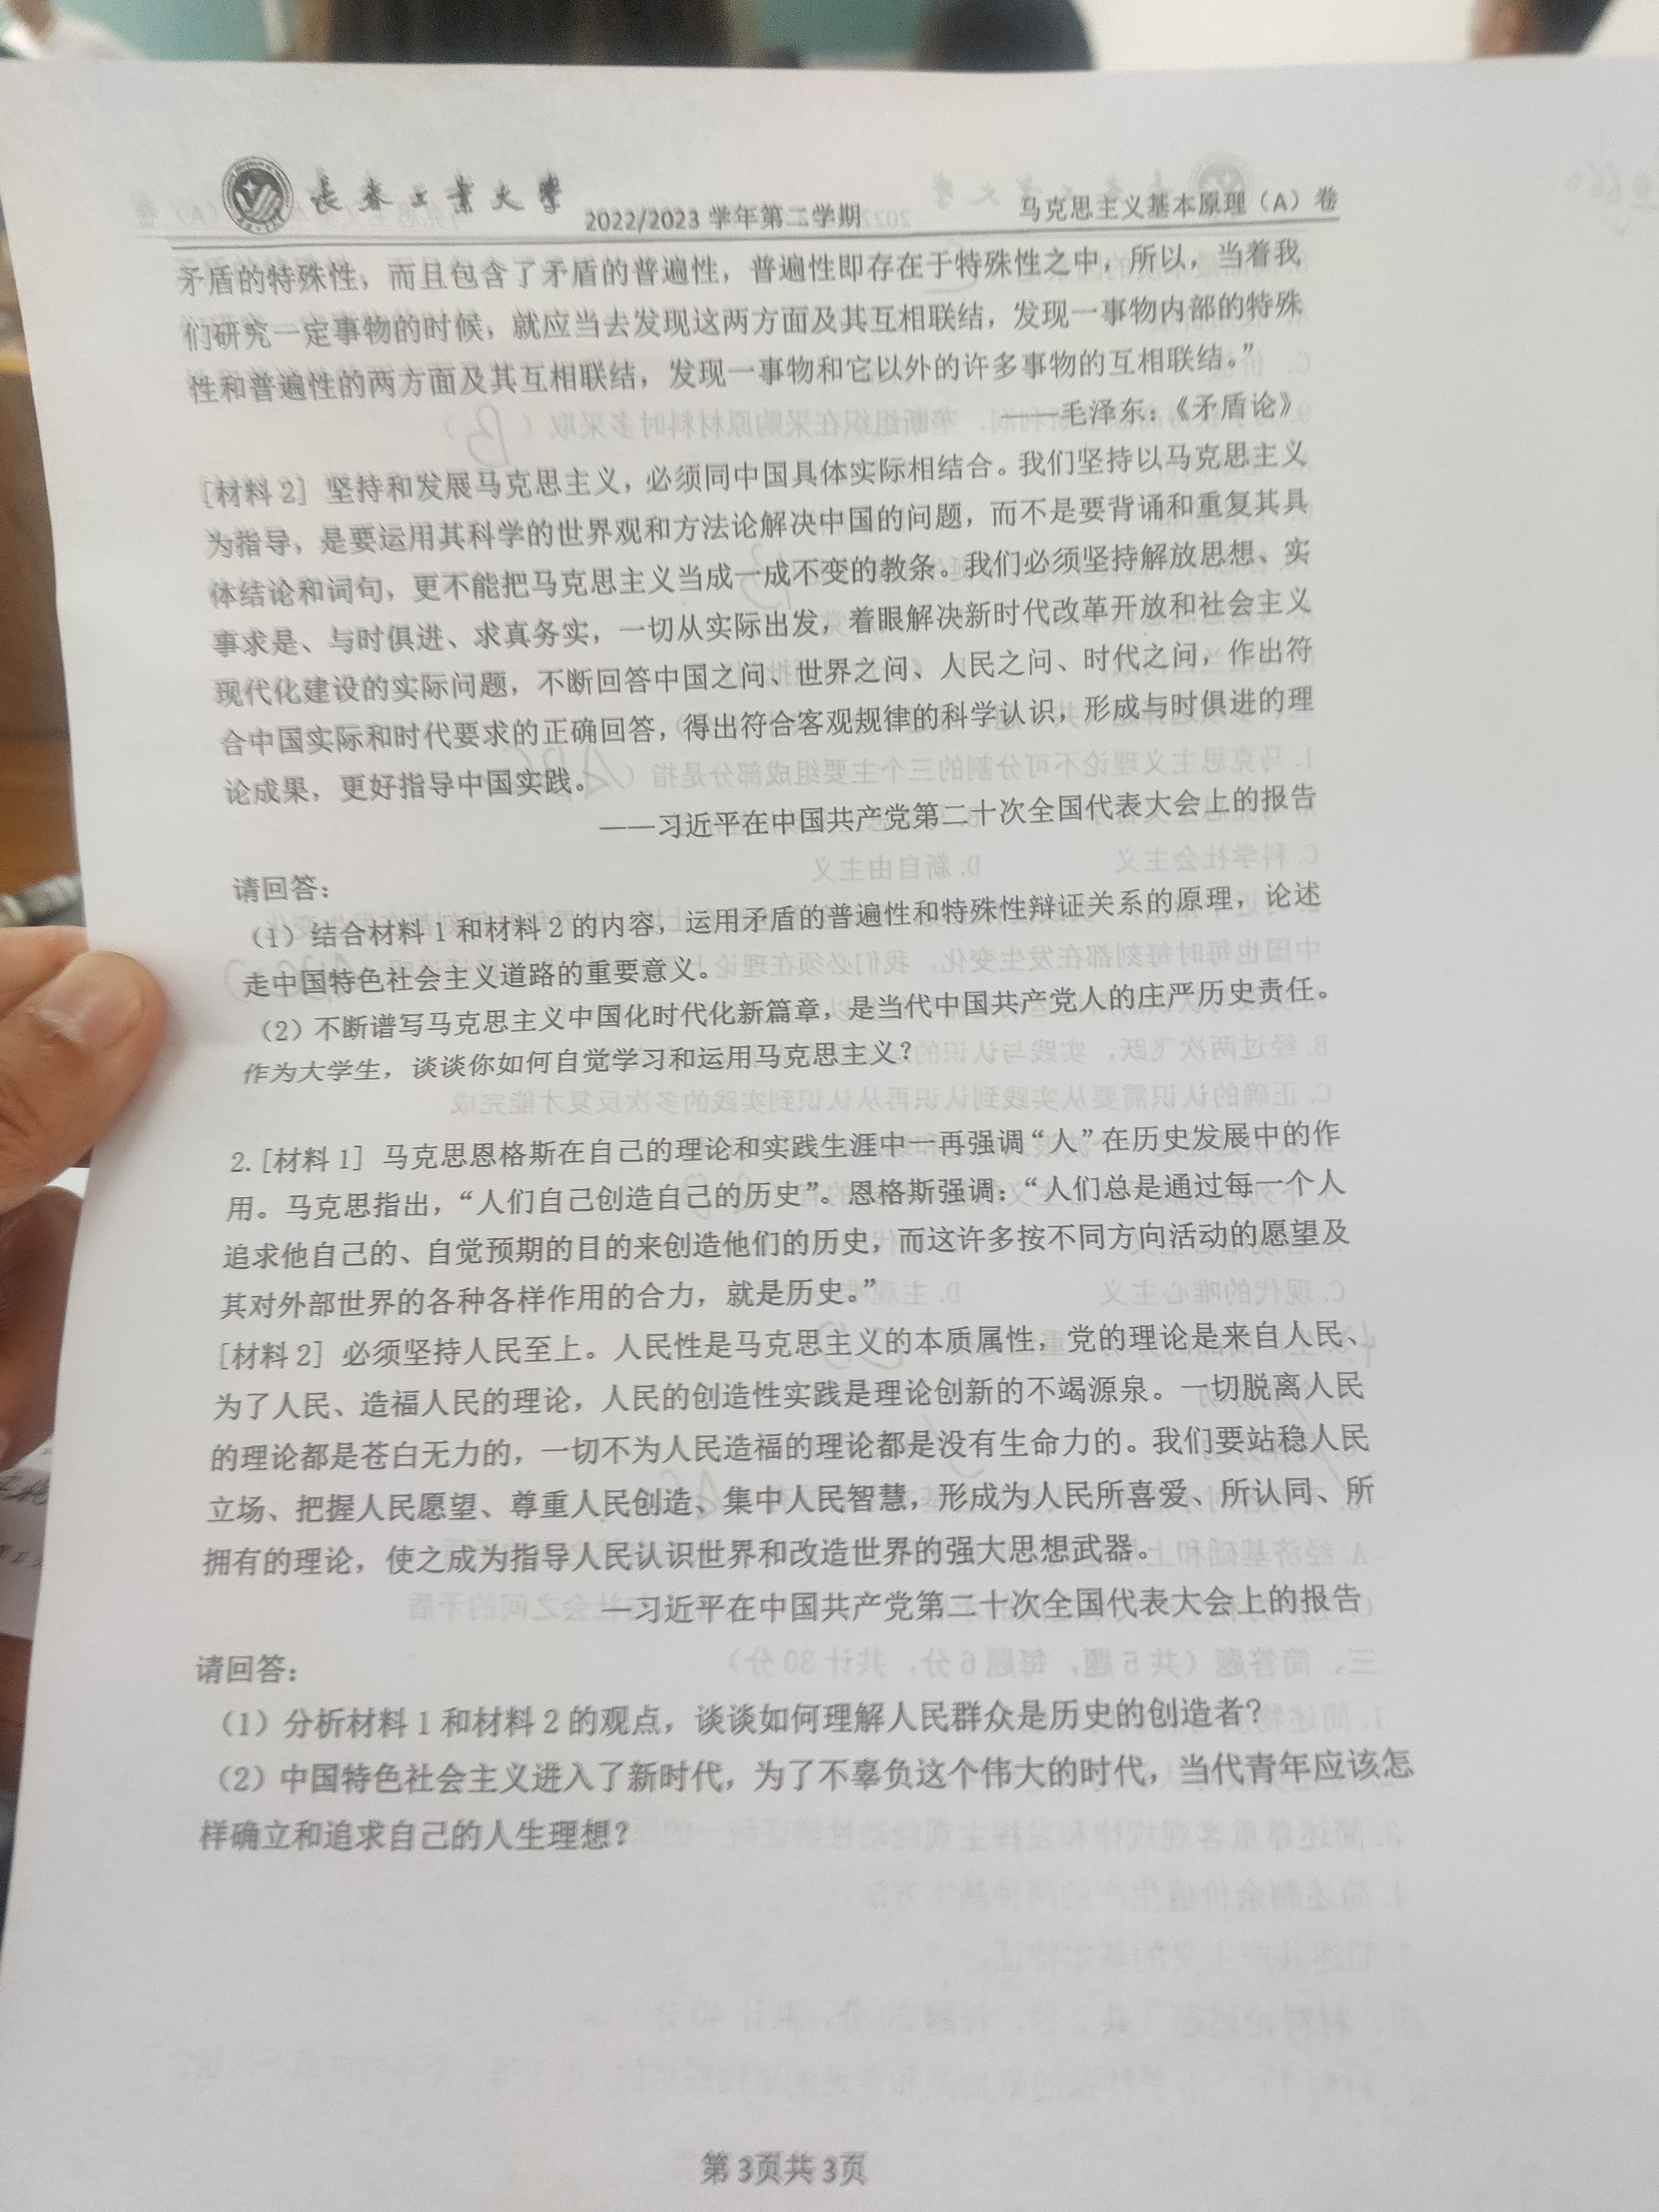 长春工业大学 2022/2023 学年第二学期 马克思主义基本原理（A）卷
矛盾的特殊性，而且包含了矛盾的普遍性，普遍性即存在于特殊性之中，所以，当着我
们研究一定事物的时候，就应当去发现这两方面及其互相联结，发现一事物内部的特殊
性和普遍性的两方面及其互相联结，发现一事物和它以外的许多事物的互相联结。”
——毛泽东：《矛盾论》
[材料 2] 坚持和发展马克思主义，必须同中国具体实际相结合。我们坚持以马克思主义
为指导，是要运用其科学的世界观和方法论解决中国的问题，而不是要背诵和重复其具
体结论和词句，更不能把马克思主义当成一成不变的教条。我们必须坚持解放思想、实
事求是、与时俱进、求真务实，一切从实际出发，着眼解决新时代改革开放和社会主义
现代化建设的实际问题，不断回答中国之问、世界之问、人民之问、时代之问，作出符
合中国实际和时代要求的正确回答，得出符合客观规律的科学认识，形成与时俱进的理
论成果，更好指导中国实践。
——习近平在中国共产党第二十次全国代表大会上的报告
请回答：
（1）结合材料 1 和材料 2 的内容，运用矛盾的普遍性和特殊性辩证关系的原理，论述
走中国特色社会主义道路的重要意义。
（2）不断谱写马克思主义中国化时代化新篇章，是当代中国共产党人的庄严历史责任。
作为大学生，谈谈你如何自觉学习和运用马克思主义？
2. [材料 1] 马克思恩格斯在自己的理论和实践生涯中一再强调“人”在历史发展中的作
用。马克思指出，“人们自己创造自己的历史”。恩格斯强调：“人们总是通过每一个人
追求他自己的、自觉预期的目的来创造他们的历史，而这许多按不同方向活动的愿望及
其对外部世界的各种各样作用的合力，就是历史。”
[材料 2] 必须坚持人民至上。人民性是马克思主义的本质属性，党的理论是来自人民、
为了人民、造福人民的理论，人民的创造性实践是理论创新的不竭源泉。一切脱离人民
的理论都是苍白无力的，一切不为人民造福的理论都是没有生命力的。我们要站稳人民
立场、把握人民愿望、尊重人民创造、集中人民智慧，形成为人民所喜爱、所认同、所
拥有的理论，使之成为指导人民认识世界和改造世界的强大思想武器。
—习近平在中国共产党第二十次全国代表大会上的报告
请回答：
（1）分析材料 1 和材料 2 的观点，谈谈如何理解人民群众是历史的创造者？
（2）中国特色社会主义进入了新时代，为了不辜负这个伟大的时代，当代青年应该怎
样确立和追求自己的人生理想？
第 3页共 3页